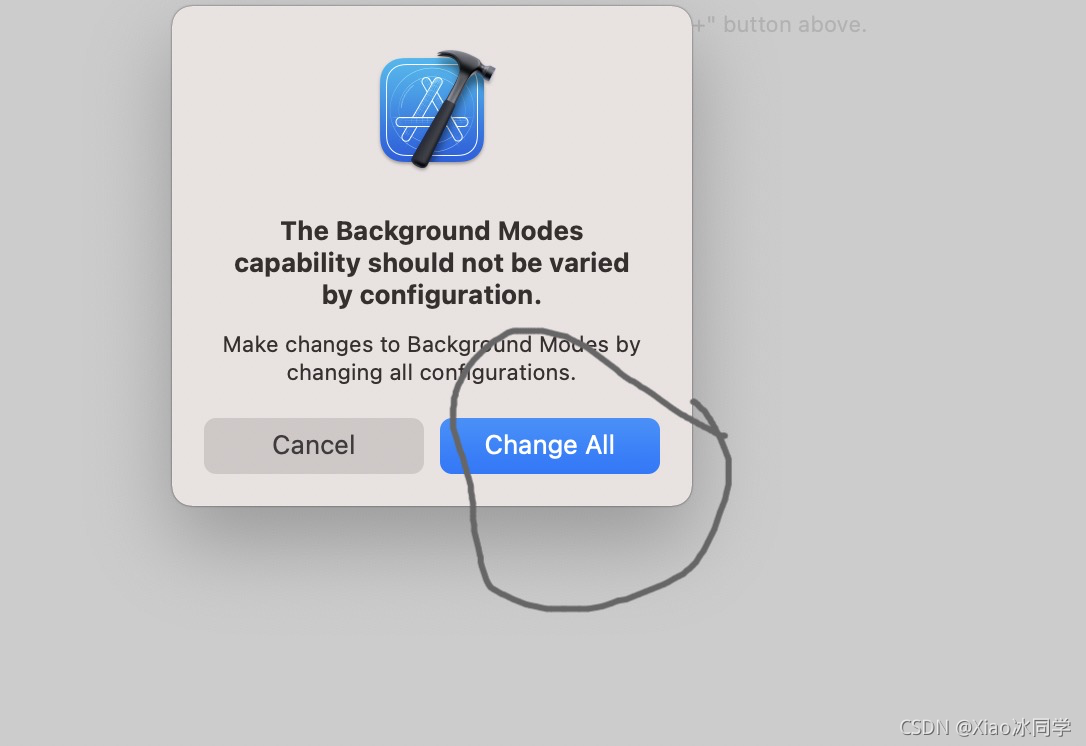 +" button above.
The Background Modes
capability should not be varied
by configuration.
Make changes to Background Modes by
changing all configurations.
Cancel
Change All
CSDN @Xiao冰同学